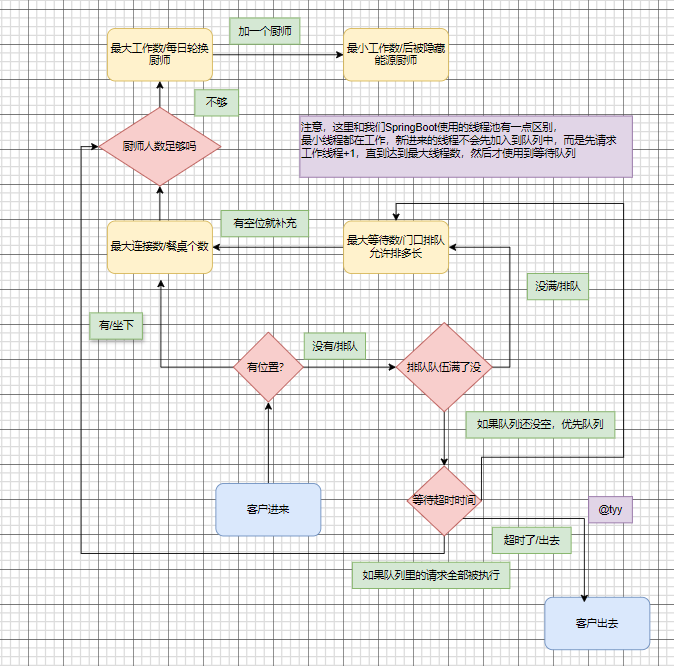 加一个厨师
最大工作数/每日轮换
厨师
最小工作数/后被隐藏
能源厨师
不够
厨师人数足够吗
注意，这里和我们SpringBoot使用的线程池有一点区别，
最小线程都在工作，新进来的线程不会先加入到队列中，而是先请求
工作线程+1，直到达到最大线程数，然后才使用到等待队列
有空位就补充
最大连接数/餐桌个数
最大等待数/门口排队
允许排多长
没满/排队
有/坐下
没有/排队
有位置？
排队队伍满了没
如果队列还没空，优先队列
等待超时时间
客户进来
@tyy
超时了/出去
如果队列里的请求全部被执行
客户出去